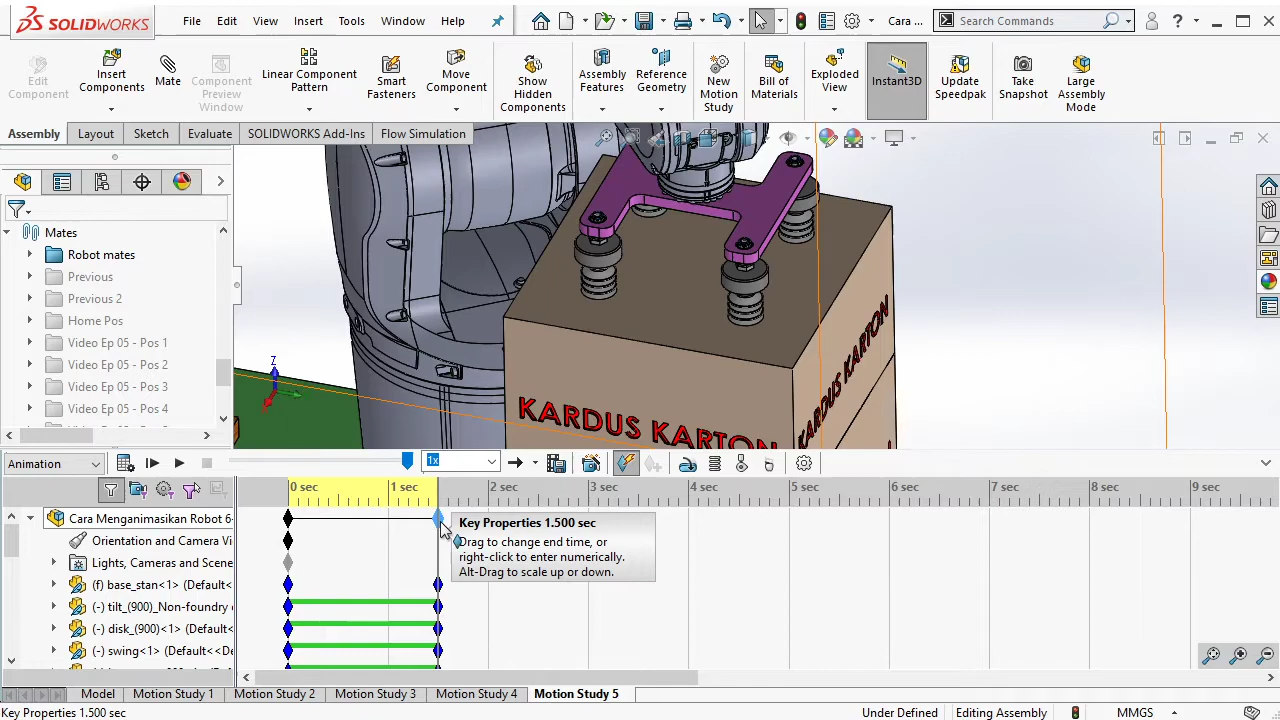 SOLIDWORKS File Edit View Insert Tools Window Help Cara ... Search Commands
Edit Component
Insert Components
Mate
Component Preview Window
Linear Component Pattern
Smart Fasteners
Move Component
Show Hidden Components
Assembly Features
Reference Geometry
New Motion Study
Bill of Materials
Exploded View
Instant3D
Update Speedpak
Take Snapshot
Large Assembly Mode
Assembly Layout Sketch Evaluate SOLIDWORKS Add-Ins Flow Simulation
Mates
Robot mates
Previous
Previous 2
Home Pos
Video Ep 05 - Pos 1
Video Ep 05 - Pos 2
Video Ep 05 - Pos 3
Video Ep 05 - Pos 4
Z
KARDUS KARTON
KARDUS KARTON
Animation 1x
0 sec 1 sec 2 sec 3 sec 4 sec 5 sec 6 sec 7 sec 8 sec 9 sec
Cara Menganimasikan Robot 6-
Orientation and Camera Vi
Lights, Cameras and Scene
(f) base_stan<1> (Default<
(-) tilt_(900)_Non-foundry
(-) disk_(900)<1> (Default<
(-) swing<1> (Default<<De
Key Properties 1.500 sec
Drag to change end time, or
right-click to enter numerically.
Alt-Drag to scale up or down.
Model Motion Study 1 Motion Study 2 Motion Study 3 Motion Study 4 Motion Study 5
Key Properties 1.500 sec Under Defined Editing Assembly MMGS